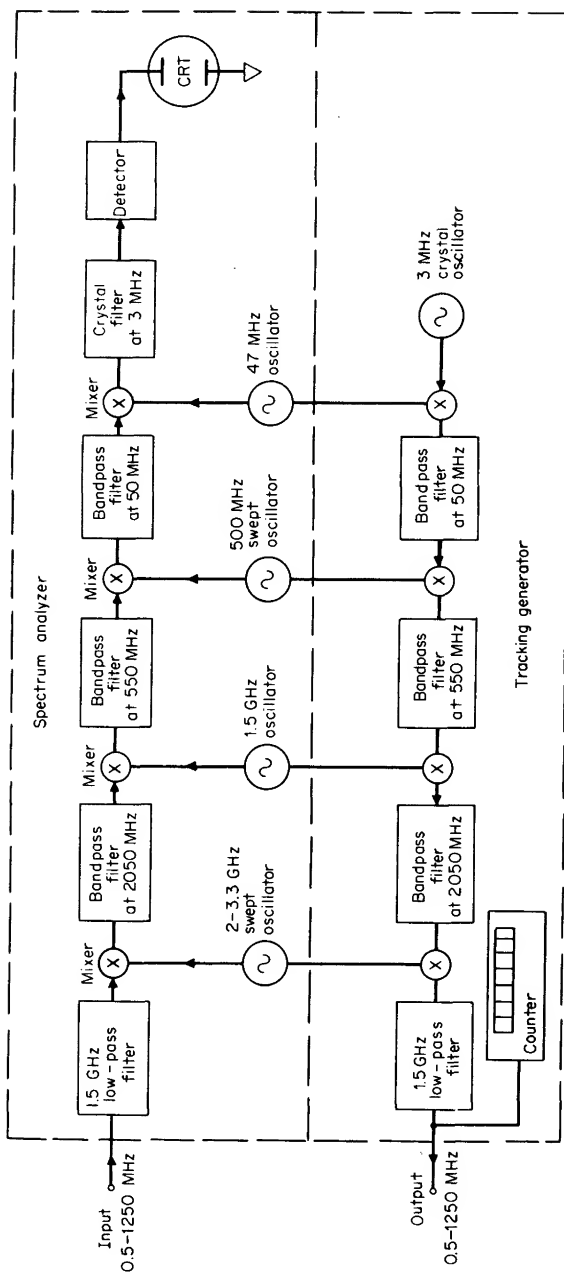 Spectrum analyzer
Input
0.5-1250 MHz
1.5 GHz
low-pass
filter
Mixer
Bandpass
filter
at 2050 MHz
Mixer
Bandpass
filter
at 550 MHz
Mixer
Bandpass
filter
at 50 MHz
Mixer
Crystal
filter
at 3 MHz
Detector
CRT
2-3.3 GHz
swept
oscillator
1.5 GHz
oscillator
500 MHz
swept
oscillator
47 MHz
oscillator
3 MHz
crystal
oscillator
Output
0.5-1250 MHz
1.5 GHz
low-pass
filter
Bandpass
filter
at 2050 MHz
Bandpass
filter
at 550 MHz
Bandpass
filter
at 50 MHz
Counter
Tracking generator
X
X
X
X
X
X
X
X